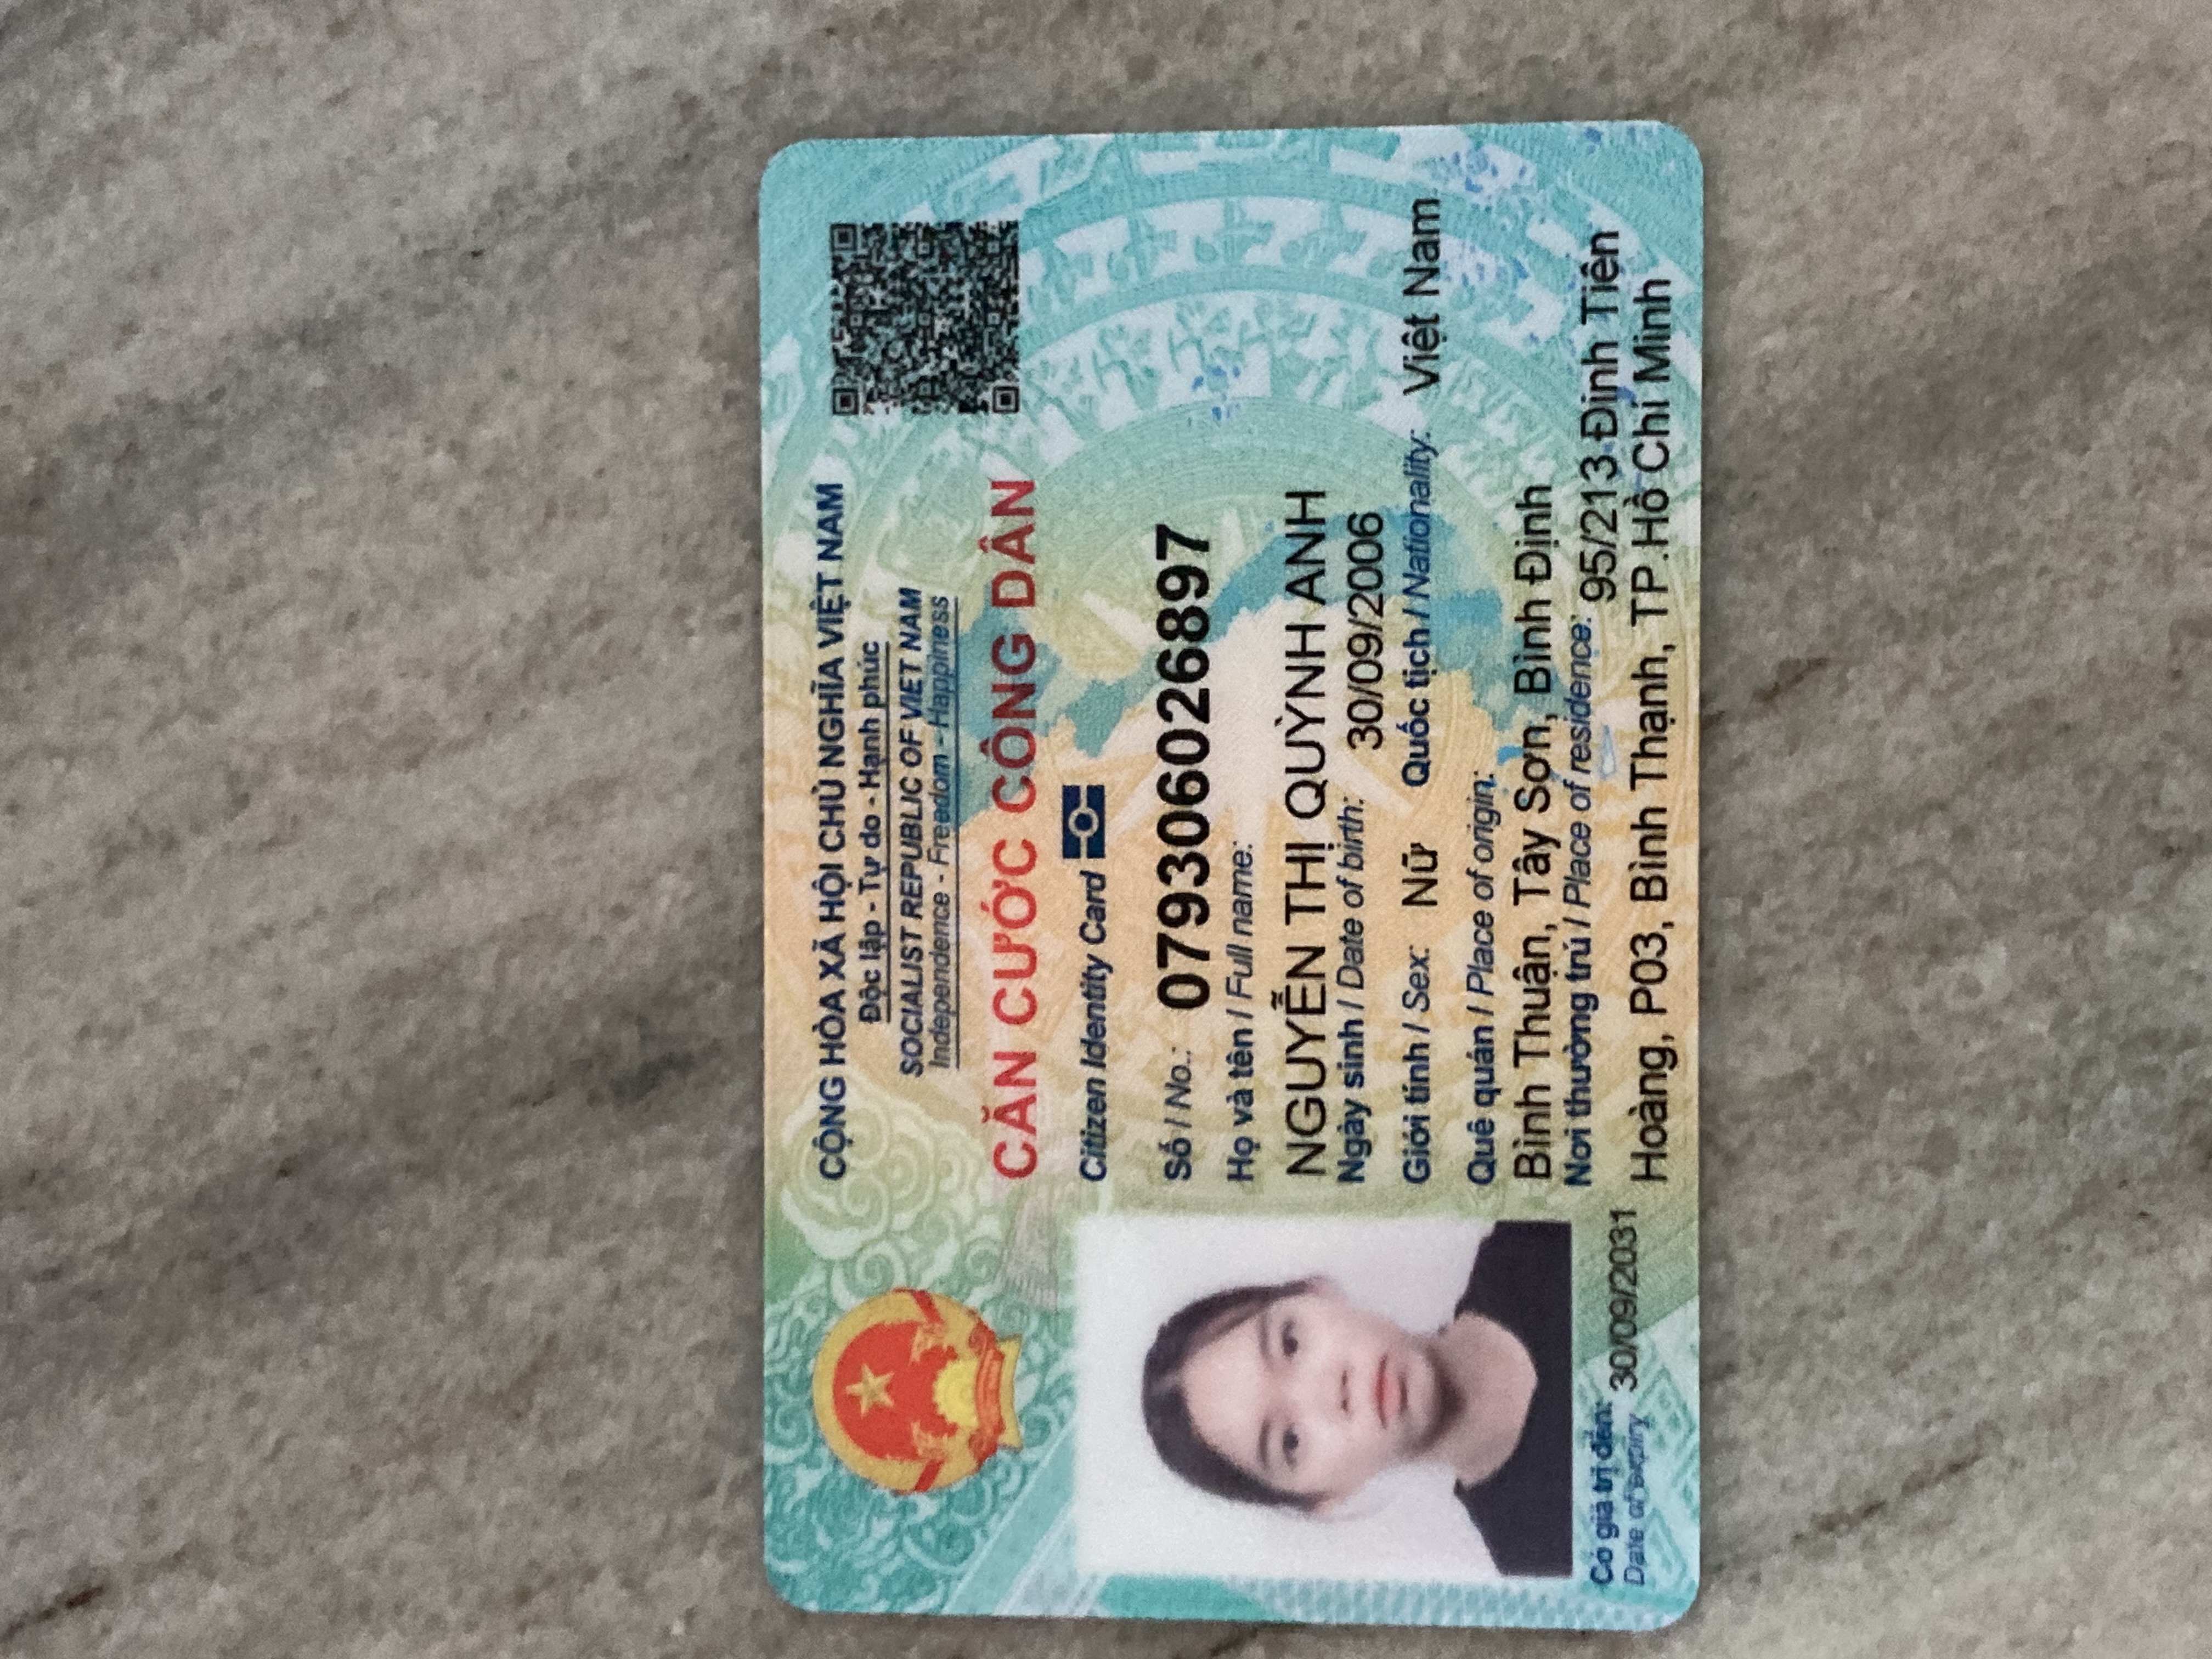 CỘNG HÒA XÃ HỘI CHỦ NGHĨA VIỆT NAM
Độc lập - Tự do - Hạnh phúc
SOCIALIST REPUBLIC OF VIET NAM
Independence - Freedom - Happiness
CĂN CƯỚC CÔNG DÂN
Citizen Identity Card
Số / No.: 079306026897
Họ và tên / Full name:
NGUYỄN THỊ QUỲNH ANH
Ngày sinh / Date of birth: 30/09/2006
Giới tính / Sex: Nữ Quốc tịch / Nationality: Việt Nam
Quê quán / Place of origin:
Bình Thuận, Tây Sơn, Bình Định
Nơi thường trú / Place of residence: 95/213 Đinh Tiên
Hoàng, P03, Bình Thạnh, TP.Hồ Chí Minh
Có giá trị đến: 30/09/2031
Date of expiry